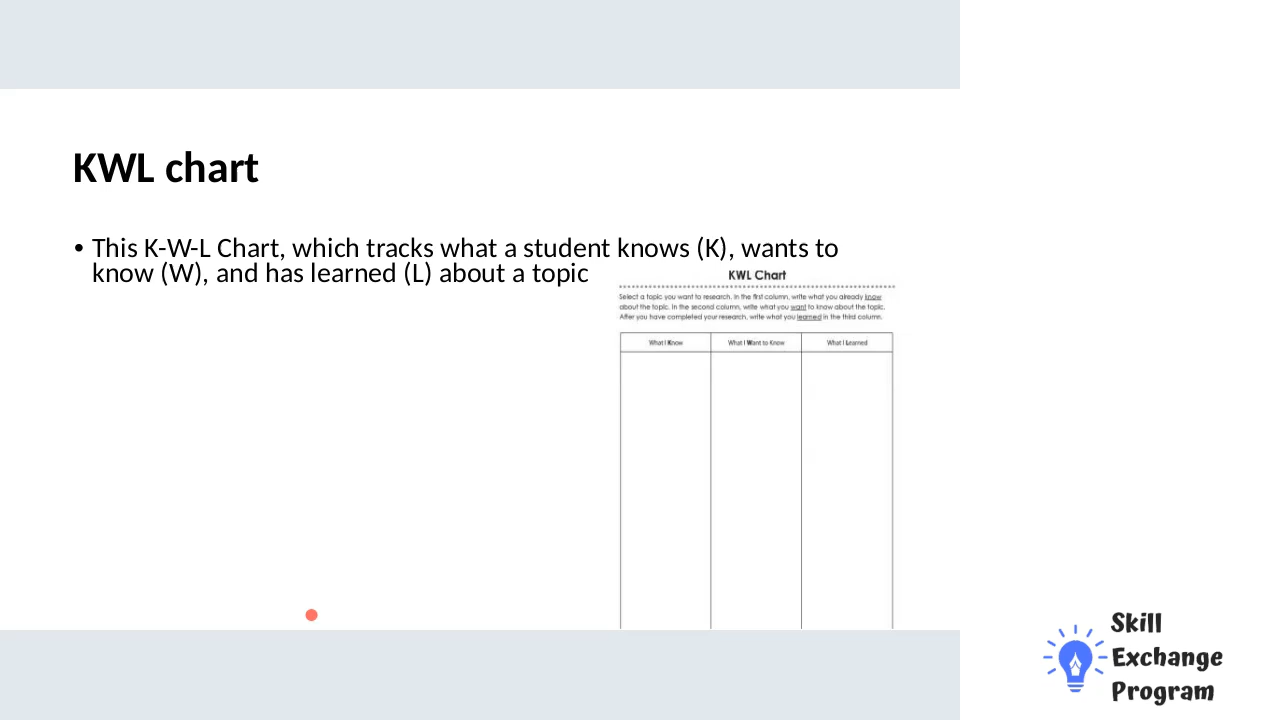 KWL chart
• This K-W-L Chart, which tracks what a student knows (K), wants to
know (W), and has learned (L) about a topic
KWL Chart
Select a topic you want to research. In the first column, write what you already know
about the topic. In the second column, write what you want to know about the topic.
After you have completed your research, write what you learned in the third column.
What I Know
What I Want to Know
What I Learned
Skill
Exchange
Program